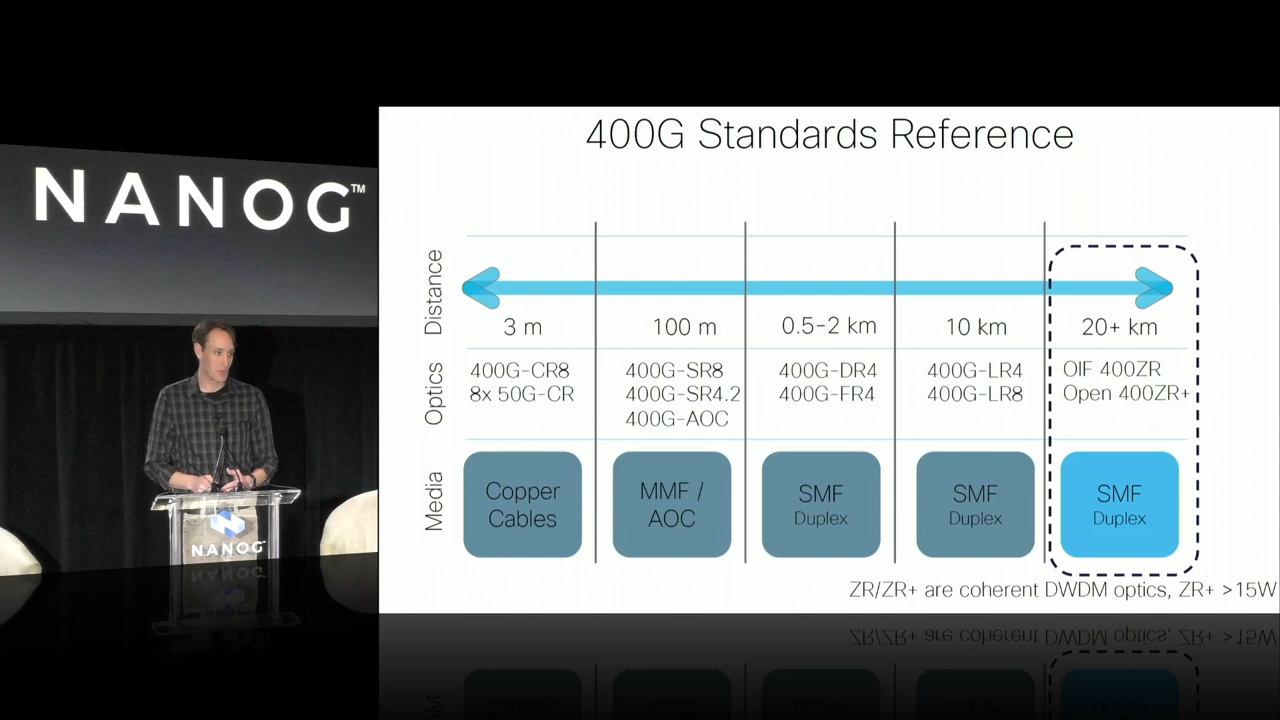 NANOG™
NANOG
400G Standards Reference
Distance
3 m
100 m
0.5-2 km
10 km
20+ km
Optics
400G-CR8
8x 50G-CR
400G-SR8
400G-SR4.2
400G-AOC
400G-DR4
400G-FR4
400G-LR4
400G-LR8
OIF 400ZR
Open 400ZR+
Media
Copper
Cables
MMF /
AOC
SMF
Duplex
SMF
Duplex
SMF
Duplex
ZR/ZR+ are coherent DWDM optics, ZR+ >15W